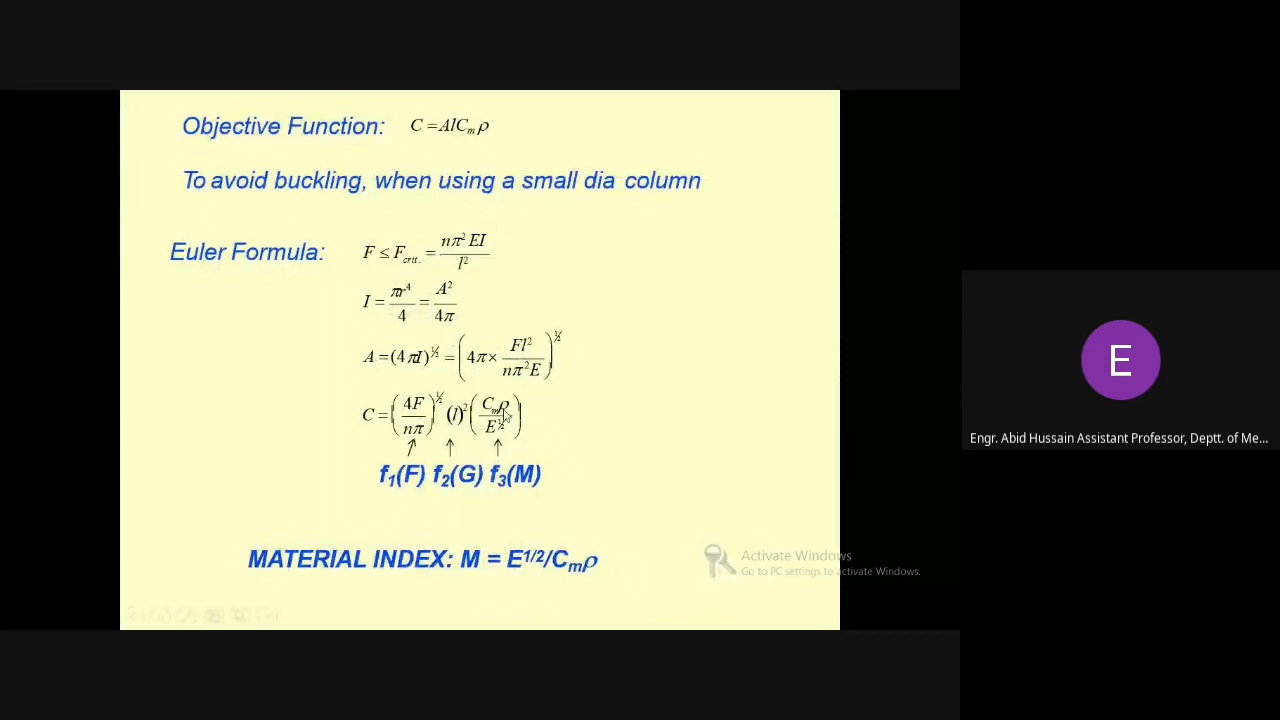 Objective Function: C = AlCₘρ
To avoid buckling, when using a small dia column
Euler Formula: F ≤ F_crit. = nπ²EI / l²
I = πr⁴ / 4 = A² / 4π
A = (4πI)^½ = (4π × Fl² / nπ²E)^½
C = (4F / nπ)^½ (l)² (Cₘρ / E^½)
f₁(F) f₂(G) f₃(M)
MATERIAL INDEX: M = E^1/2/Cₘρ
Activate Windows
Go to PC settings to activate Windows.
E
Engr. Abid Hussain Assistant Professor, Deptt. of Me...